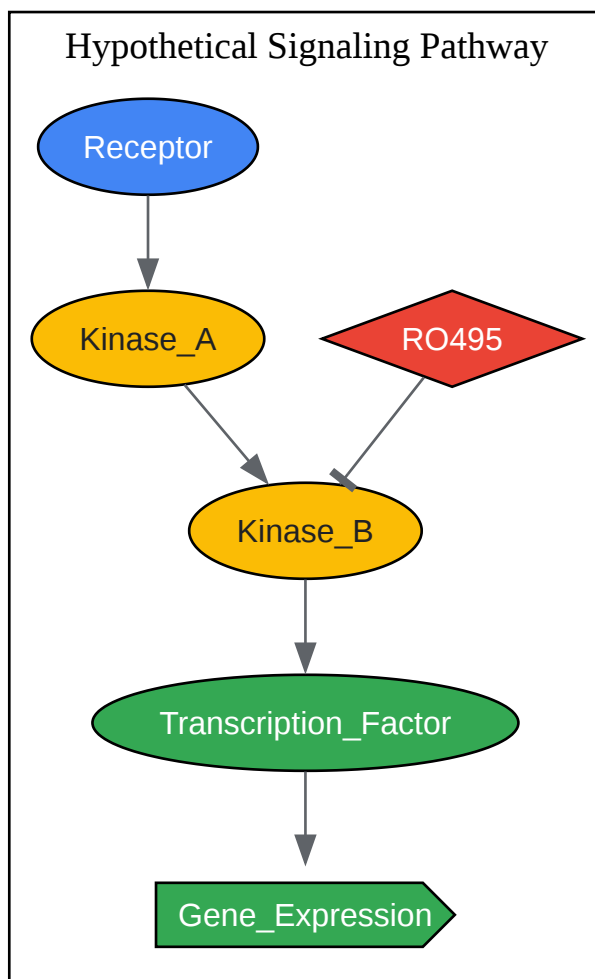 Hypothetical Signaling Pathway
Receptor
Kinase_A
RO495
Kinase_B
Transcription_Factor
Gene_Expression